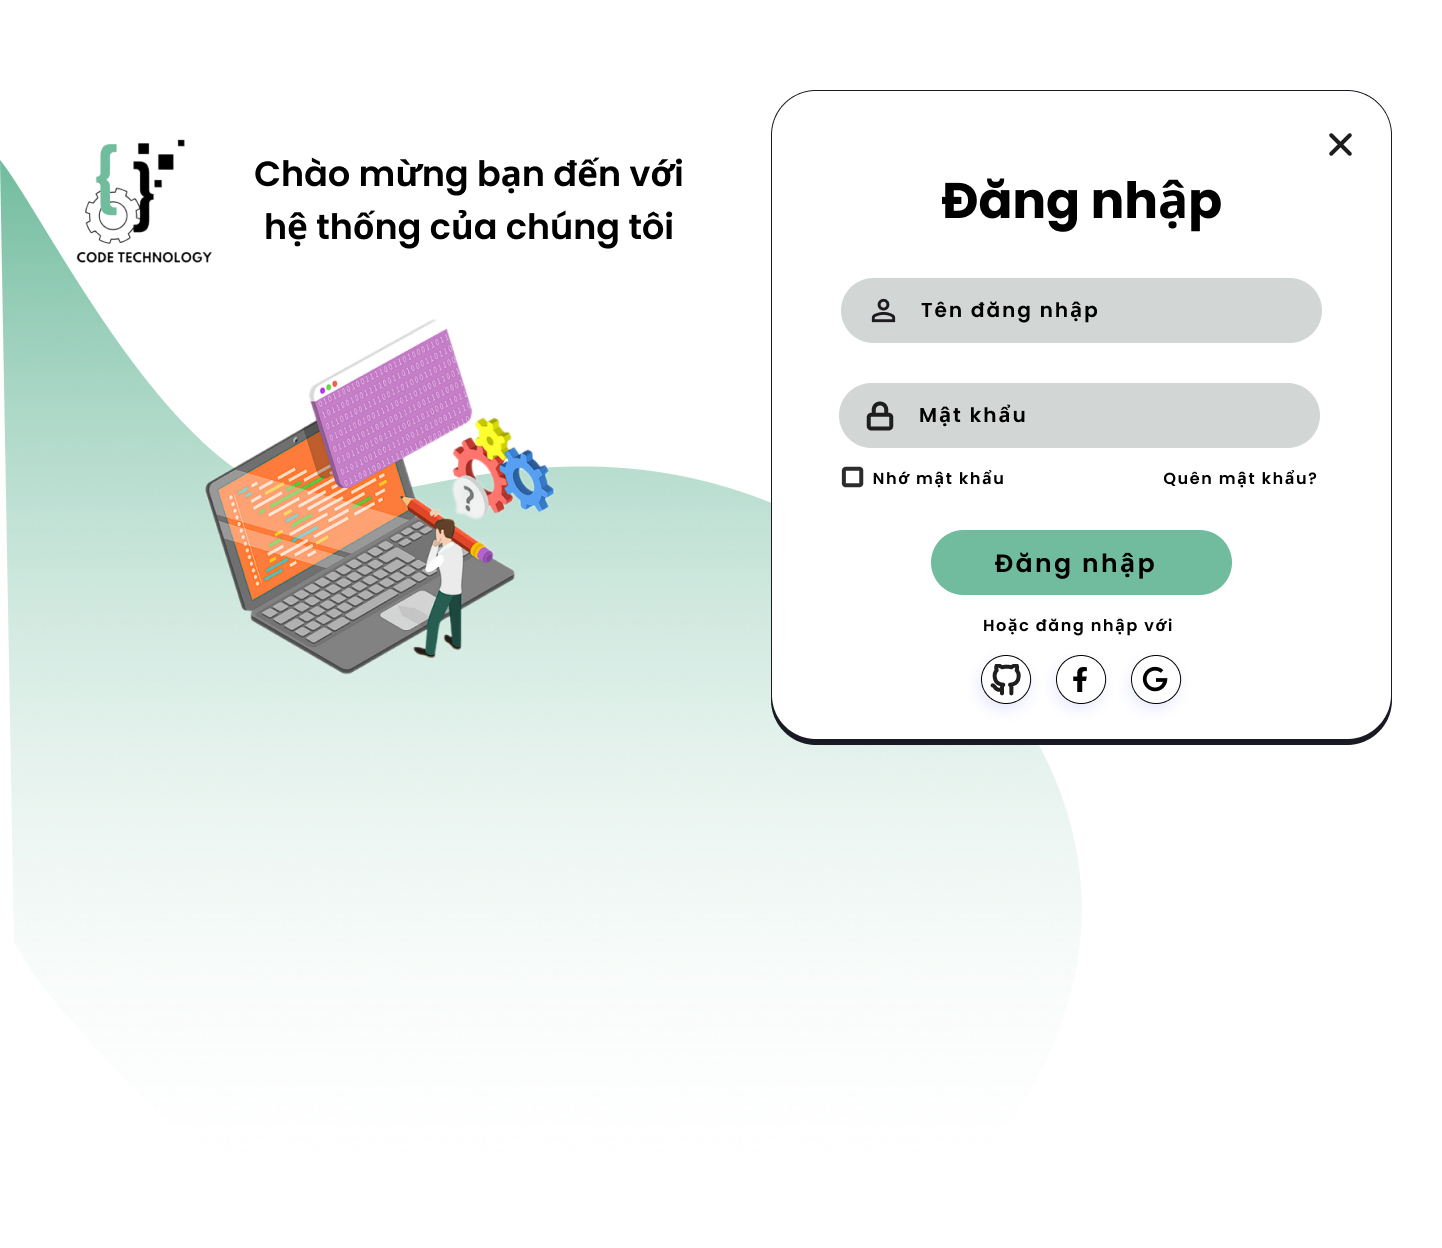 CODE TECHNOLOGY
Chào mừng bạn đến với
hệ thống của chúng tôi
Đăng nhập
Tên đăng nhập
Mật khẩu
Nhớ mật khẩu
Quên mật khẩu?
Đăng nhập
Hoặc đăng nhập với